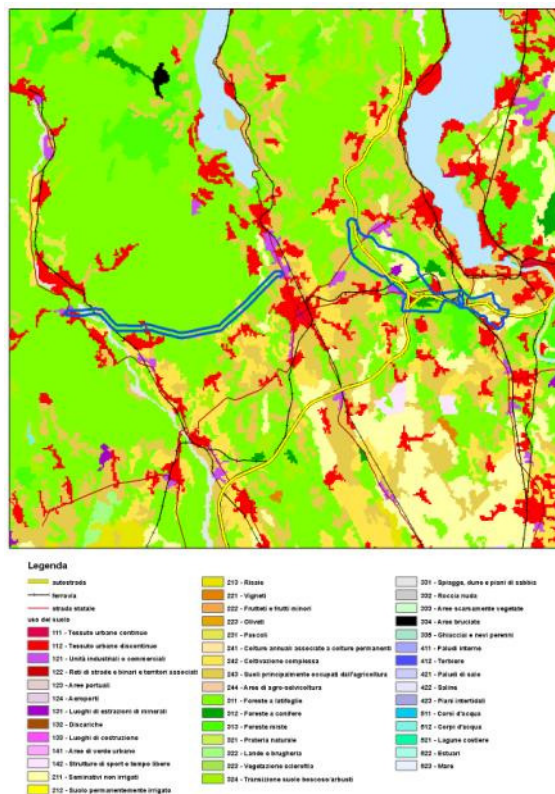 Legenda
autostrada
ferrovia
strada statale
uso del suolo
111 - Tessuto urbano continuo
112 - Tessuto urbano discontinuo
121 - Unità industriali o commerciali
122 - Reti di strade e binari e territori associati
123 - Aree portuali
124 - Aeroporti
131 - Luoghi di estrazioni di minerali
132 - Discariche
133 - Luoghi di costruzione
141 - Aree di verde urbano
142 - Strutture di sport e tempo libero
211 - Seminativi non irrigati
212 - Suolo permanentemente irrigato
213 - Risaie
221 - Vigneti
222 - Frutteti e frutti minori
223 - Oliveti
231 - Pascoli
241 - Colture annuali associate a colture permanenti
242 - Coltivazione complessa
243 - Suoli principalmente occupati dall'agricoltura
244 - Aree di agro-selvicoltura
311 - Foreste a latifoglie
312 - Foreste a conifere
313 - Foreste miste
321 - Prateria naturale
322 - Lande e brughiera
323 - Vegetazione sclerofila
324 - Transizione suolo boscoso/arbusti
331 - Spiagge, dune e piani di sabbia
332 - Roccia nuda
333 - Aree scarsamente vegetate
334 - Aree bruciate
335 - Ghiacciai e nevi perenni
411 - Paludi interne
412 - Torbiere
421 - Paludi di sale
422 - Saline
423 - Piani intertidali
511 - Corsi d'acqua
512 - Corpi d'acqua
521 - Lagune costiere
522 - Estuari
523 - Mare